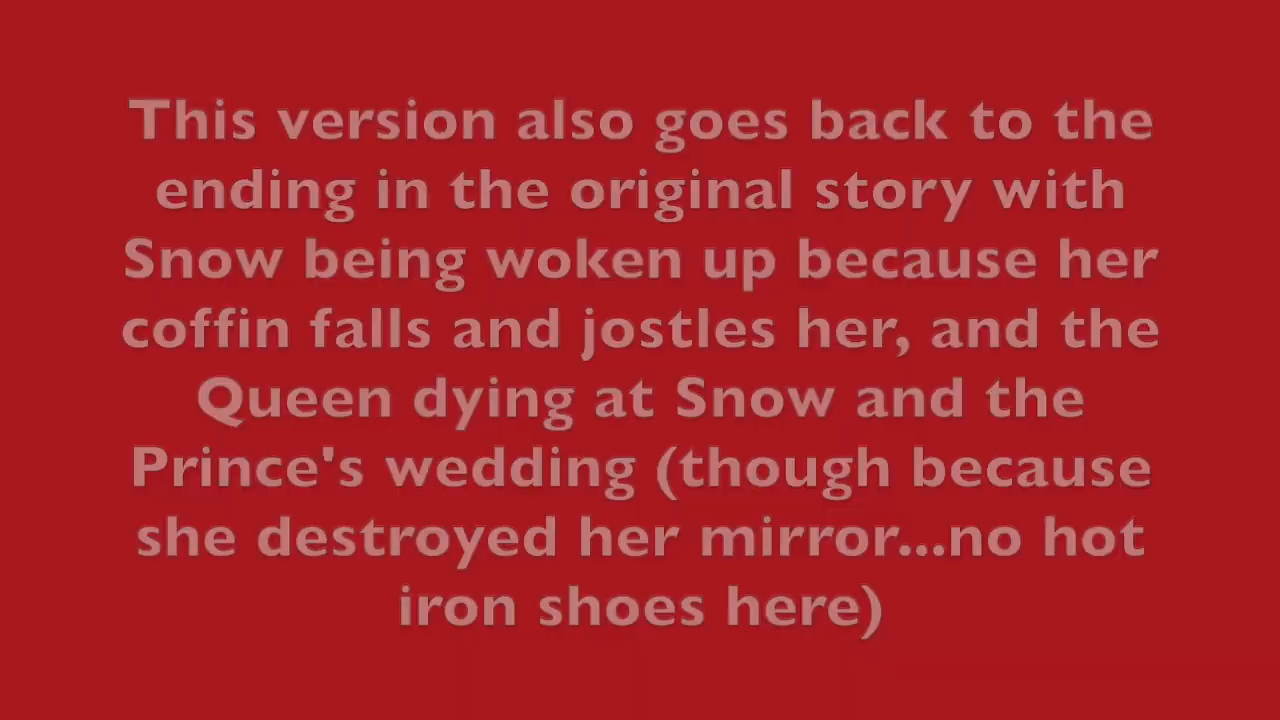 This version also goes back to the
ending in the original story with
Snow being woken up because her
coffin falls and jostles her, and the
Queen dying at Snow and the
Prince's wedding (though because
she destroyed her mirror...no hot
iron shoes here)